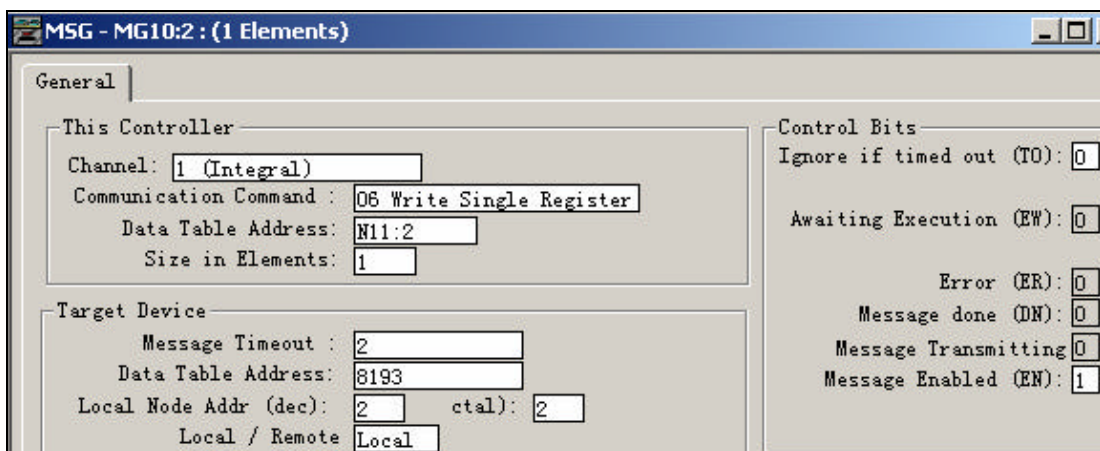 MSG - MG10:2 : (1 Elements)
General
This Controller
Channel: 1 (Integral)
Communication Command : 06 Write Single Register
Data Table Address: N11:2
Size in Elements: 1
Target Device
Message Timeout : 2
Data Table Address: 8193
Local Node Addr (dec): 2 ctal): 2
Local / Remote Local
Control Bits
Ignore if timed out (TO): 0
Awaiting Execution (EW): 0
Error (ER): 0
Message done (DN): 0
Message Transmitting 0
Message Enabled (EN): 1